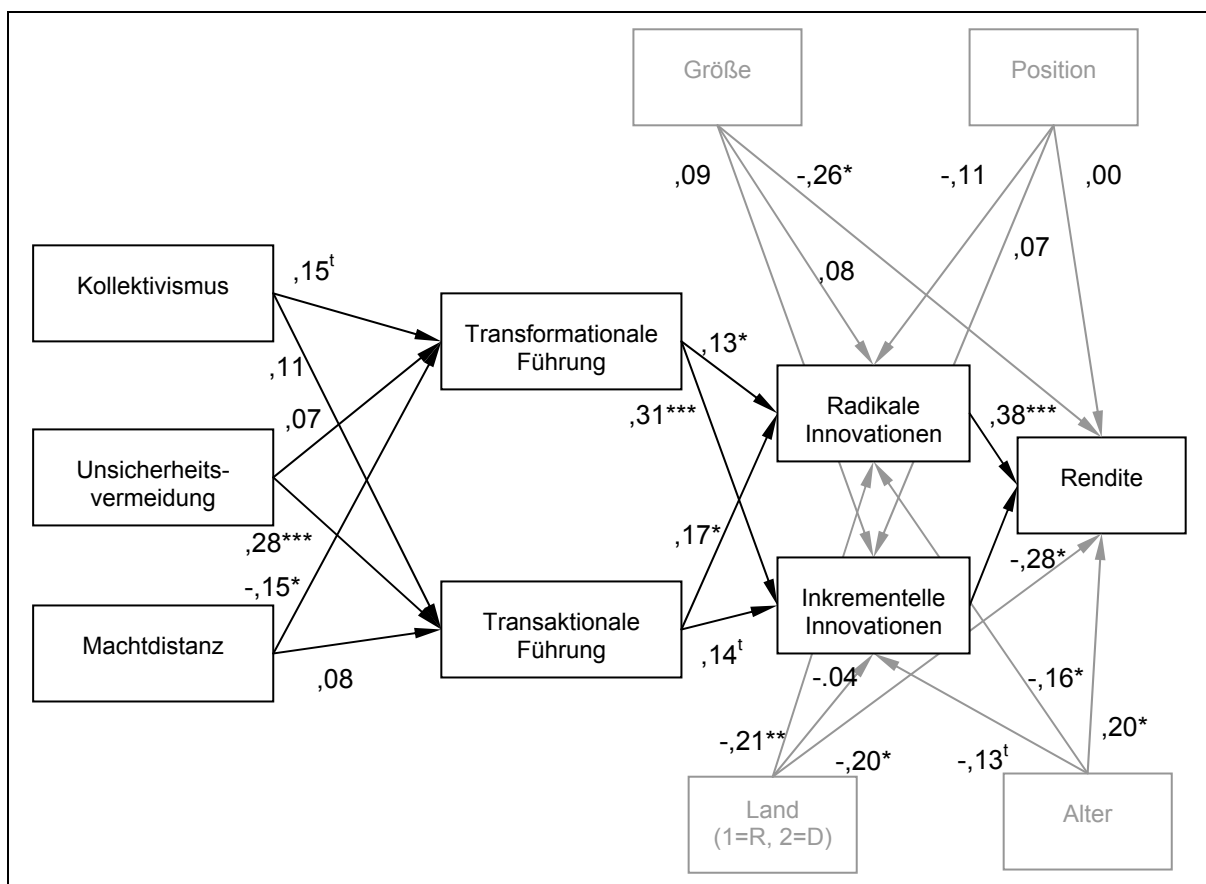 Größe
Position
,09
-,26*
-,11
,00
Kollektivismus
,15ᵗ
,08
,07
Transformationale
Führung
,13*
,11
,07
,31***
Radikale
Innovationen
,38***
Unsicherheits-
vermeidung
Rendite
,28***
,17*
-,28*
-,15*
Machtdistanz
Transaktionale
Führung
Inkrementelle
Innovationen
,08
,14ᵗ
-.04
-,16*
-,21**
-,20*
-,13ᵗ
,20*
Land
(1=R, 2=D)
Alter